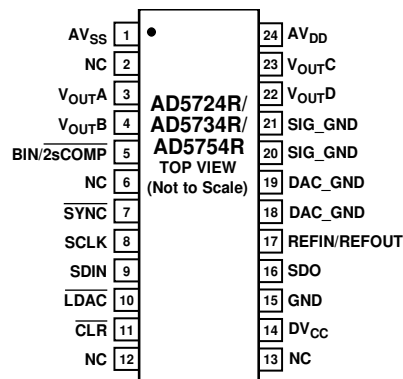 AVSS 1
NC 2
VOUTA 3
VOUTB 4
BIN/2sCOMP 5
NC 6
SYNC 7
SCLK 8
SDIN 9
LDAC 10
CLR 11
NC 12
AD5724R/
AD5734R/
AD5754R
TOP VIEW
(Not to Scale)
24 AVDD
23 VOUTC
22 VOUTD
21 SIG_GND
20 SIG_GND
19 DAC_GND
18 DAC_GND
17 REFIN/REFOUT
16 SDO
15 GND
14 DVCC
13 NC